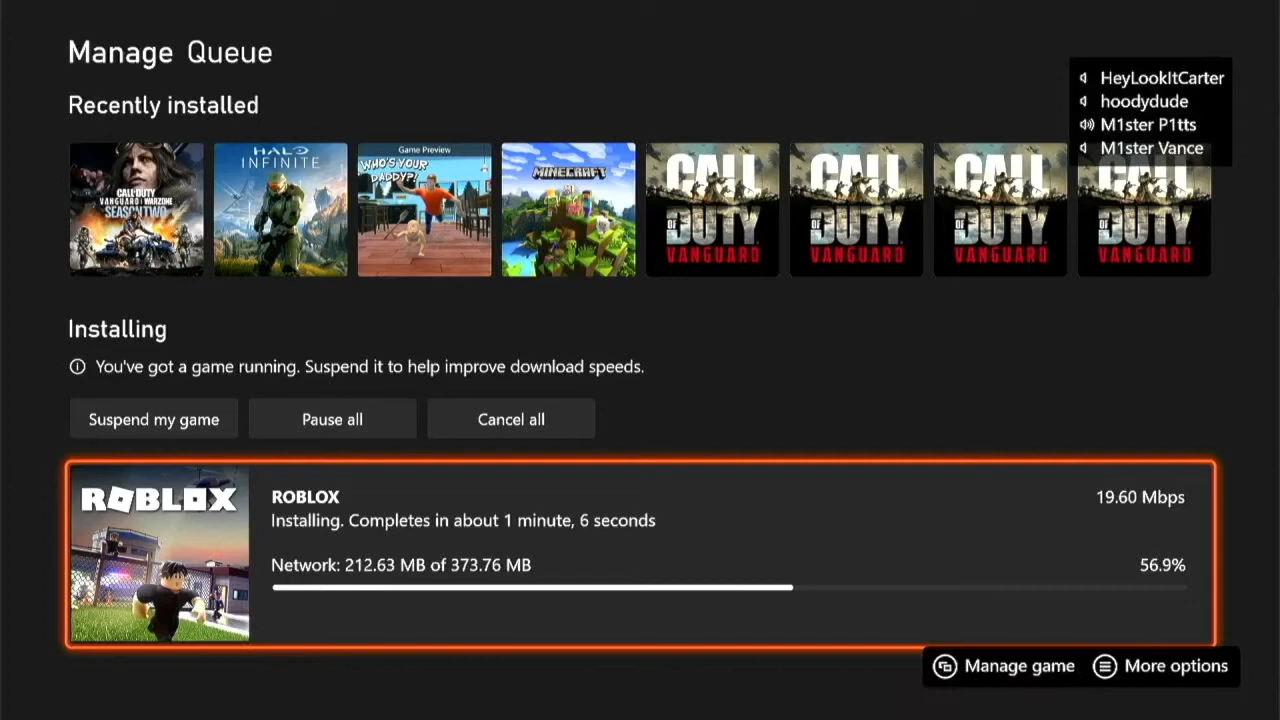 Manage Queue
HeyLookItCarter
hoodydude
M1ster P1tts
M1ster Vance
Recently installed
CALL OF DUTY
VANGUARD WARZONE
SEASON TWO
HALO
INFINITE
Game Preview
WHO'S YOUR
DADDY?!
MINECRAFT
CALL
OF DUTY
VANGUARD
CALL
OF DUTY
VANGUARD
CALL
OF DUTY
VANGUARD
CALL
OF DUTY
VANGUARD
Installing
You've got a game running. Suspend it to help improve download speeds.
Suspend my game
Pause all
Cancel all
ROBLOX
ROBLOX
19.60 Mbps
Installing. Completes in about 1 minute, 6 seconds
Network: 212.63 MB of 373.76 MB
56.9%
Manage game
More options